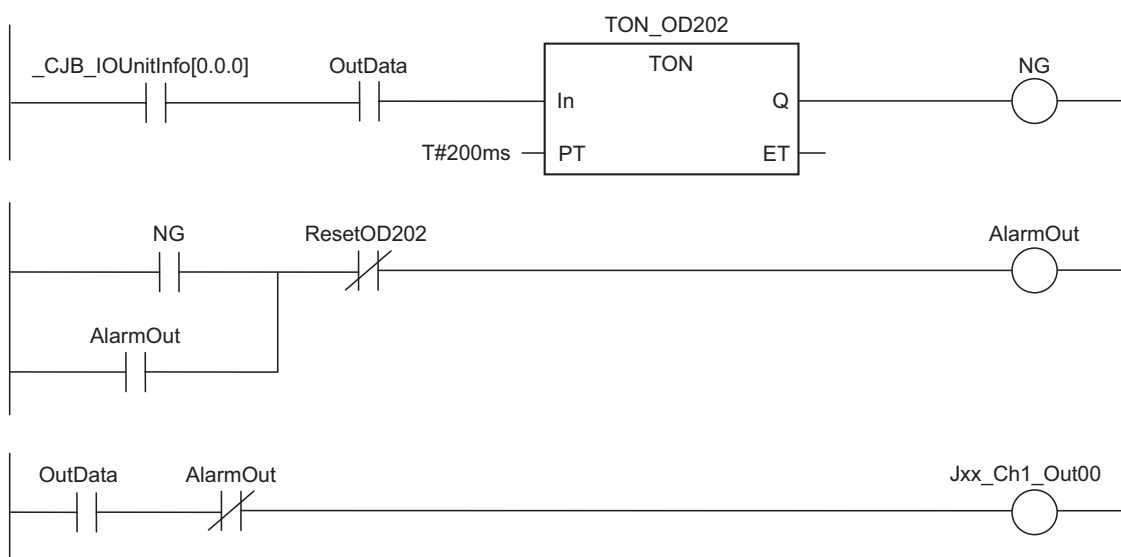 TON_OD202
_CJB_IOUnitInfo[0.0.0] OutData TON NG
In Q
T#200ms PT ET
NG ResetOD202 AlarmOut
AlarmOut
OutData AlarmOut Jxx_Ch1_Out00